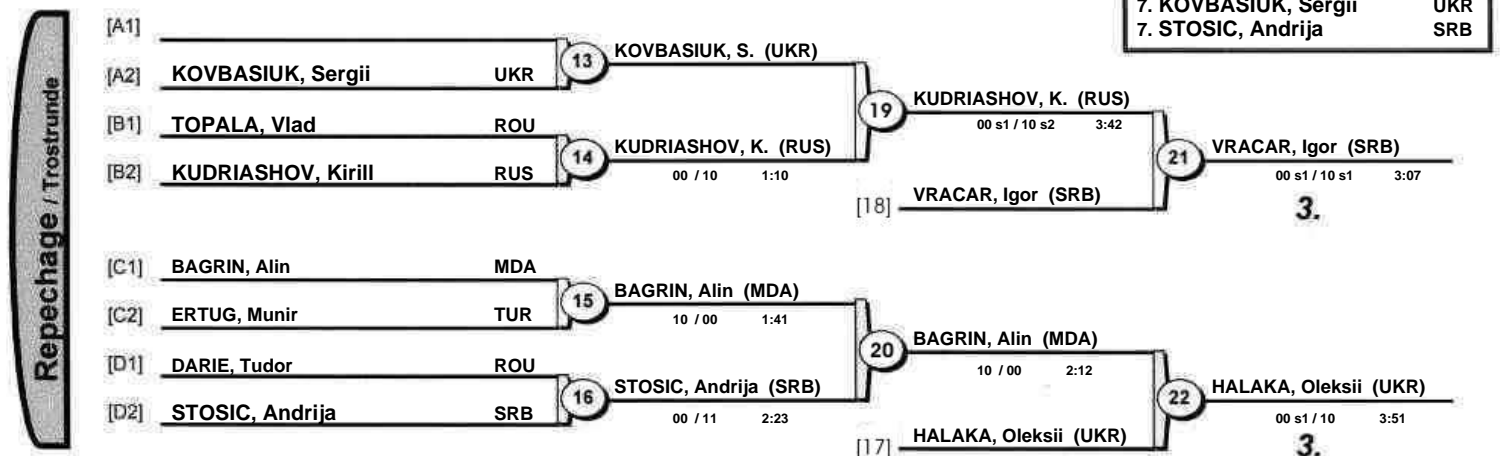 7. KOVBASIUK, Sergii UKR
7. STOSIC, Andrija SRB
Repechage / Trostrunde
[A1]
[A2] KOVBASIUK, Sergii UKR
13
KOVBASIUK, S. (UKR)
[B1] TOPALA, Vlad ROU
[B2] KUDRIASHOV, Kirill RUS
14
KUDRIASHOV, K. (RUS)
00 / 10 1:10
19
KUDRIASHOV, K. (RUS)
00 s1 / 10 s2 3:42
[18] VRACAR, Igor (SRB)
21
VRACAR, Igor (SRB)
00 s1 / 10 s1 3:07
3.
[C1] BAGRIN, Alin MDA
[C2] ERTUG, Munir TUR
15
BAGRIN, Alin (MDA)
10 / 00 1:41
[D1] DARIE, Tudor ROU
[D2] STOSIC, Andrija SRB
16
STOSIC, Andrija (SRB)
00 / 11 2:23
20
BAGRIN, Alin (MDA)
10 / 00 2:12
[17] HALAKA, Oleksii (UKR)
22
HALAKA, Oleksii (UKR)
00 s1 / 10 3:51
3.